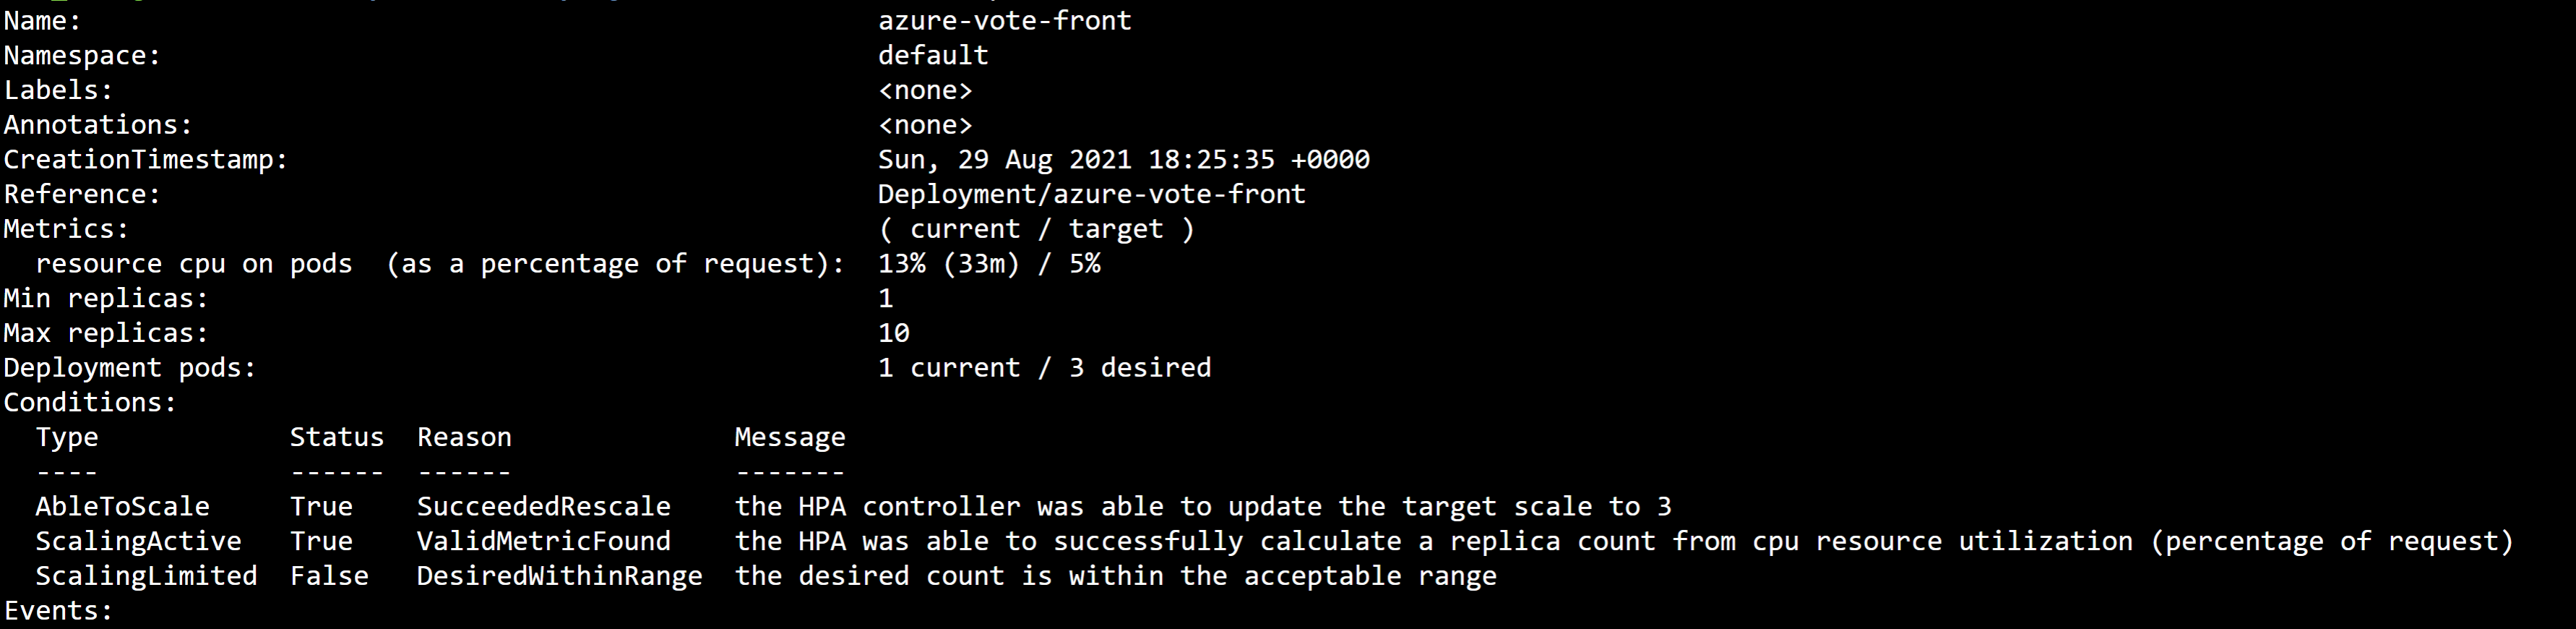 Name: azure-vote-front
Namespace: default
Labels: <none>
Annotations: <none>
CreationTimestamp: Sun, 29 Aug 2021 18:25:35 +0000
Reference: Deployment/azure-vote-front
Metrics: ( current / target )
resource cpu on pods (as a percentage of request): 13% (33m) / 5%
Min replicas: 1
Max replicas: 10
Deployment pods: 1 current / 3 desired
Conditions:
Type Status Reason Message
---- ------ ------ -------
AbleToScale True SucceededRescale the HPA controller was able to update the target scale to 3
ScalingActive True ValidMetricFound the HPA was able to successfully calculate a replica count from cpu resource utilization (percentage of request)
ScalingLimited False DesiredWithinRange the desired count is within the acceptable range
Events: